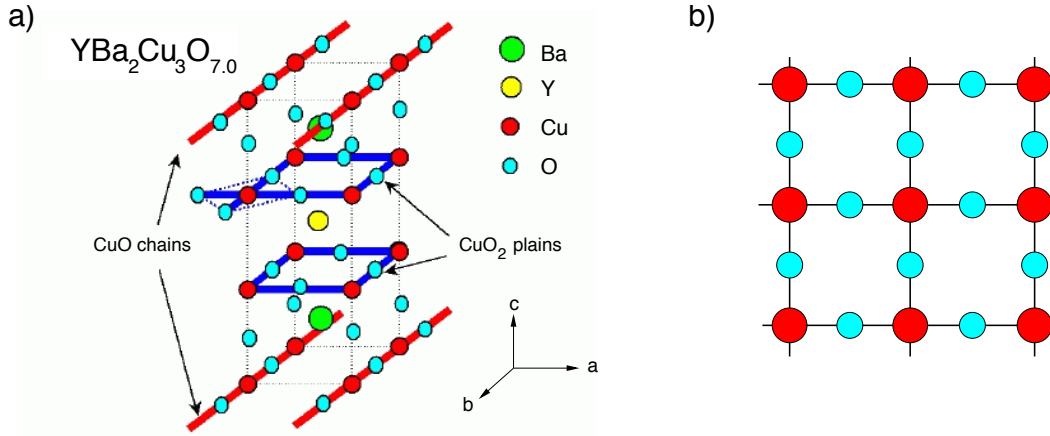 a)
YBa2Cu3O7.0
Ba
Y
Cu
O
CuO chains
CuO2 plains
c
a
b
b)